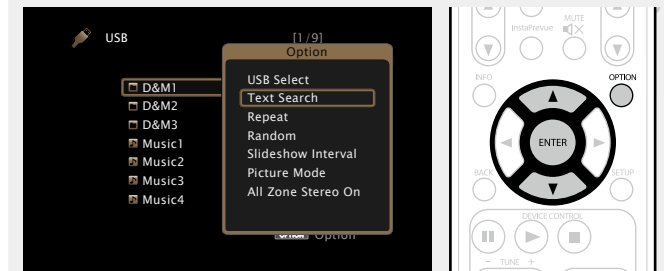 USB
[1/9]
Option
D&M1
D&M2
D&M3
Music1
Music2
Music3
Music4
USB Select
Text Search
Repeat
Random
Slideshow Interval
Picture Mode
All Zone Stereo On
Option
InstaPrevue
MUTE
INFO
OPTION
ENTER
BACK
SETUP
DEVICE CONTROL
- TUNE +